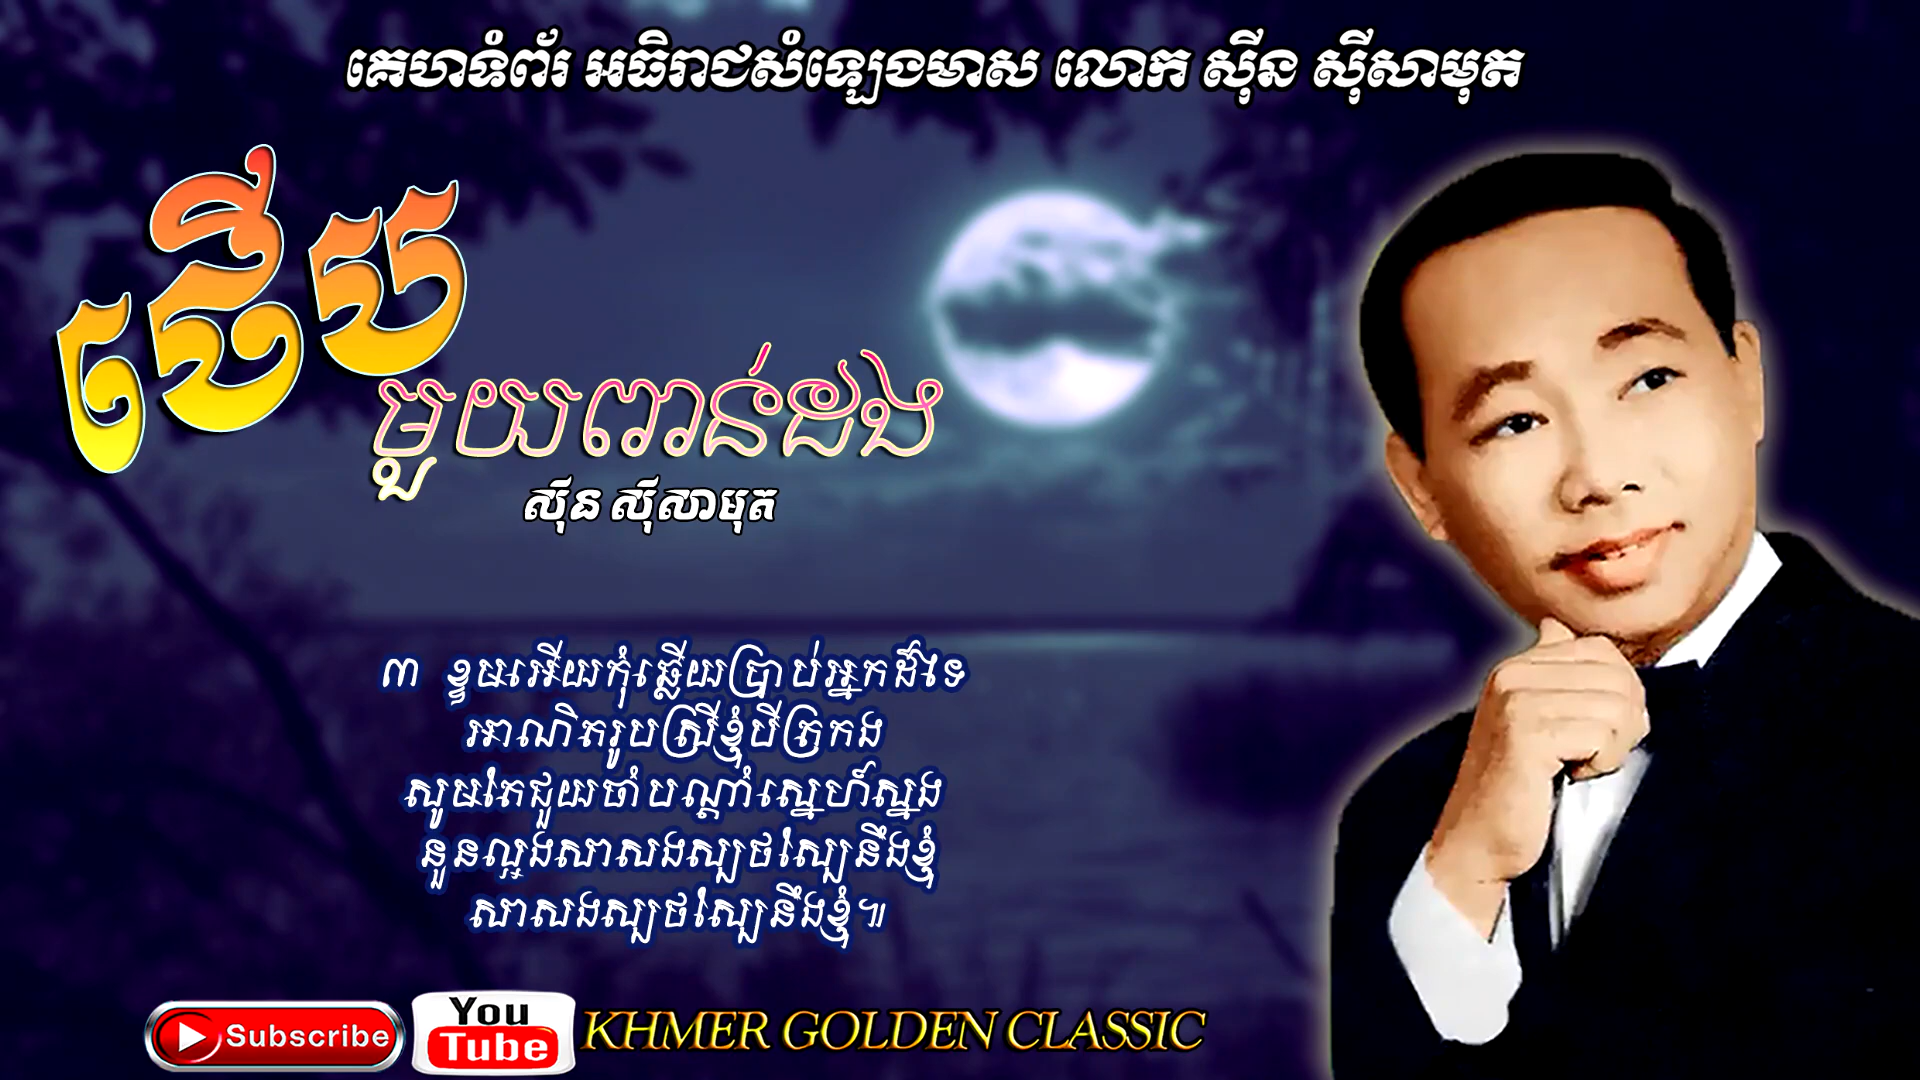 គេហទំព័រ អធិរាជសំឡេងមាស លោក ស៊ីន ស៊ីសាមុត
ថើប
មួយពាន់ដង
ស៊ីន ស៊ីសាមុត
៣ ខ្ទមអើយកុំឆ្លើយប្រាប់អ្នកដ៏ទៃ
អាណិតរូបស្រីខ្ញុំបីត្រកង
សូមតែជួយចាំបណ្តាំស្នេហ៍ស្នង
នួនល្អងសាសងស្បថស្បែនឹងខ្ញុំ
សាសងស្បថស្បែនឹងខ្ញុំ៕
Subscribe
You
Tube
KHMER GOLDEN CLASSIC